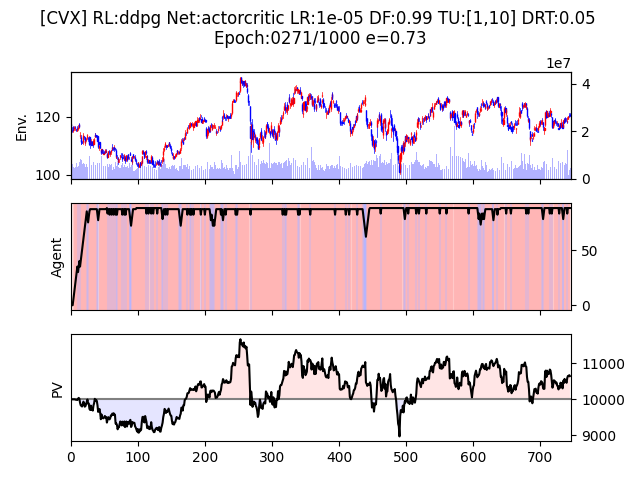 [CVX] RL:ddpg Net:actorcritic LR:1e-05 DF:0.99 TU:[1,10] DRT:0.05
Epoch:0271/1000 e=0.73
1e7
Env.
120
100
4
2
0
Agent
50
0
PV
11000
10000
9000
0 100 200 300 400 500 600 700